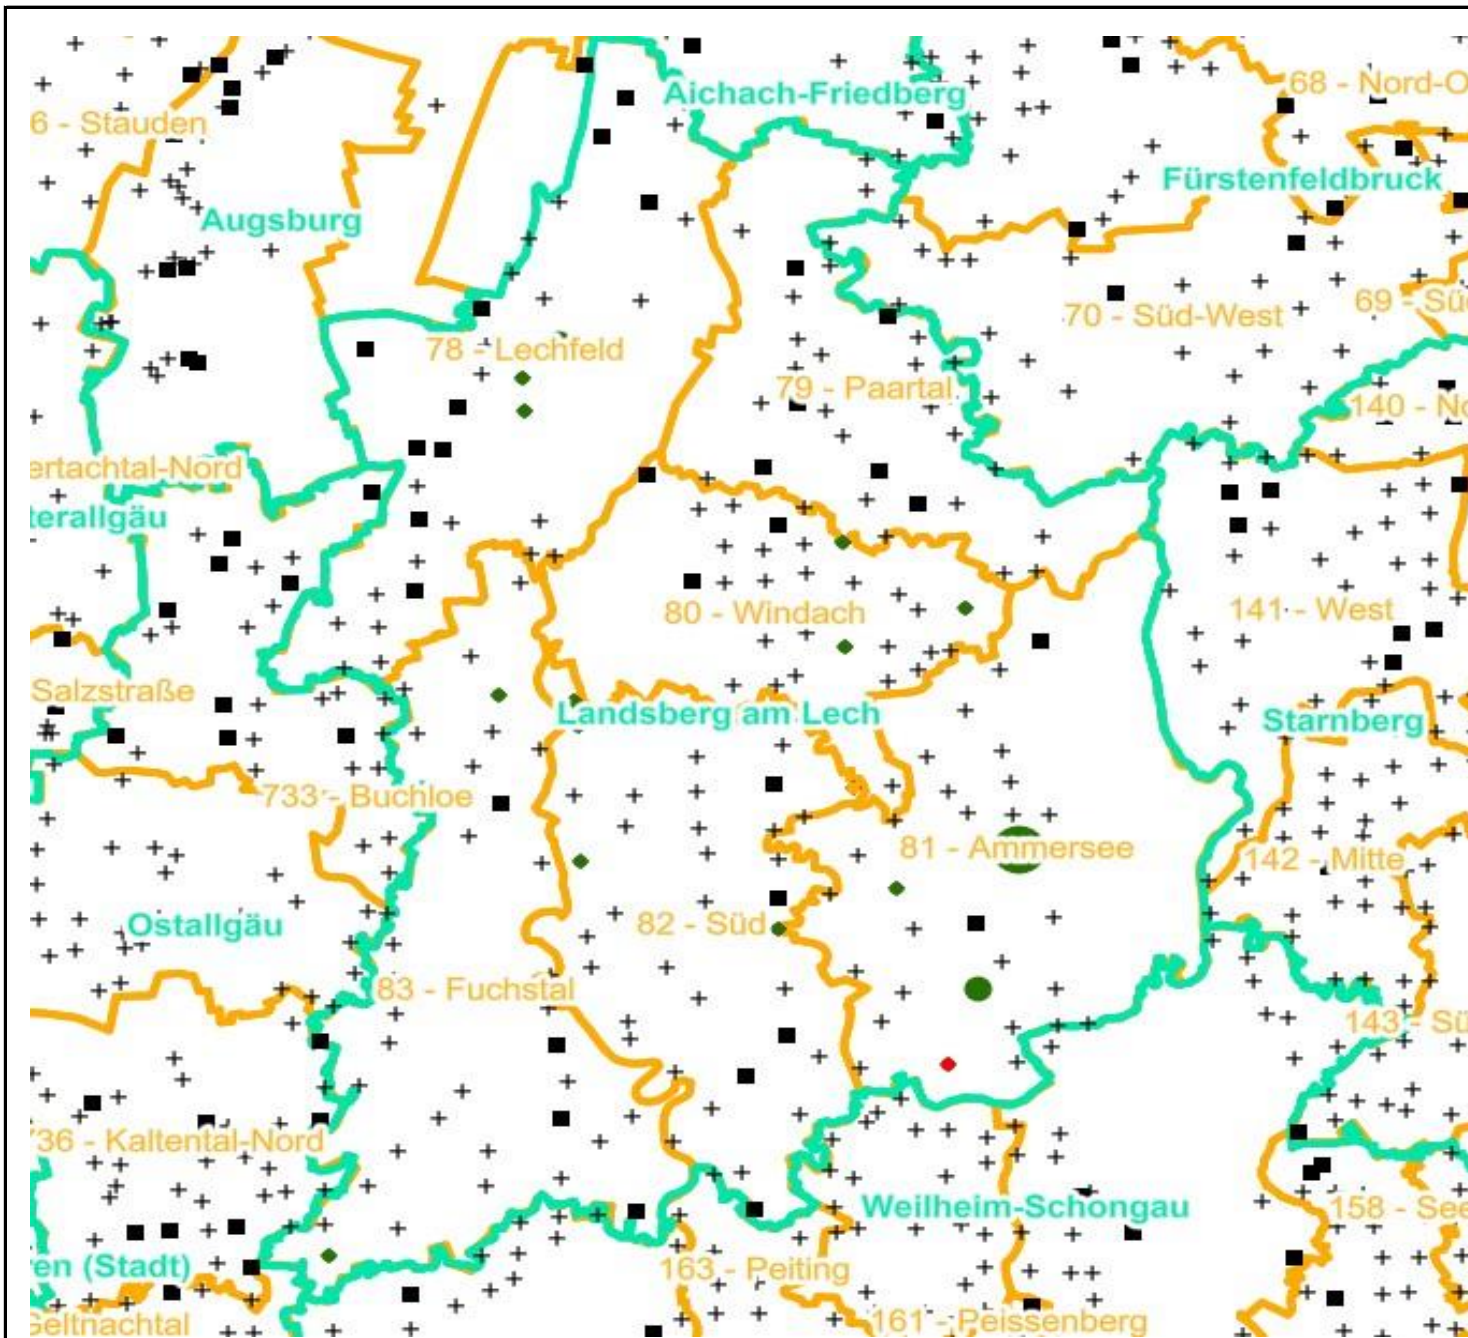 Aichach-Friedberg
68 - Nord-O
6 - Stauden
Fürstenfeldbruck
Augsburg
69 - Sü
70 - Süd-West
78 - Lechfeld
79 - Paartal
140 - No
ertachtal-Nord
terallgäu
80 - Windach
141 - West
Salzstraße
Landsberg am Lech
Starnberg
733 - Buchloe
81 - Ammersee
142 - Mitte
Ostallgäu
82 - Süd
83 - Fuchstal
143 - Sü
736 - Kaltental-Nord
Weilheim-Schongau
158 - See
ren (Stadt)
163 - Peiting
Geltnachtal
161 - Peissenberg